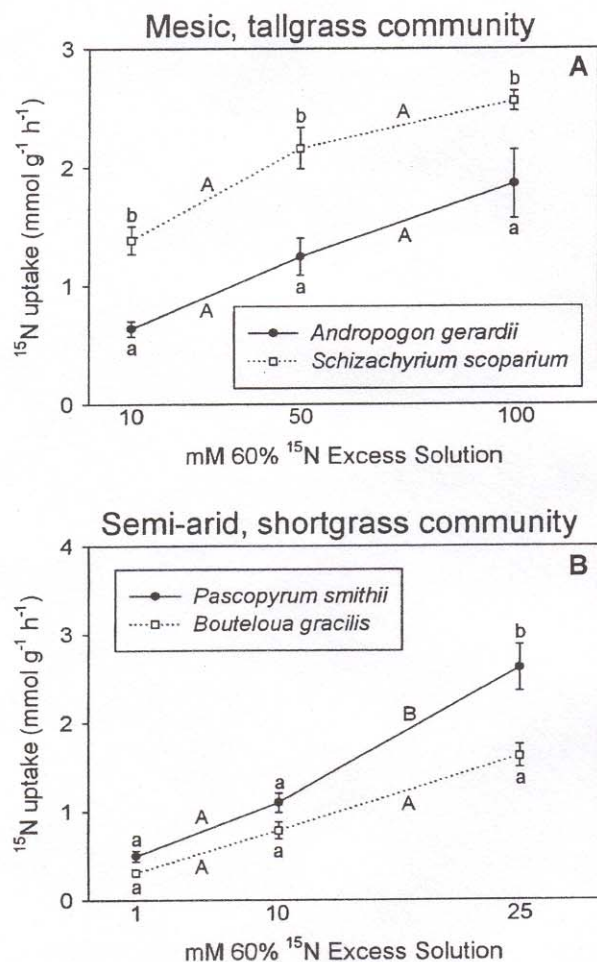 Mesic, tallgrass community
A
3
2
1
0
¹⁵N uptake (mmol g⁻¹ h⁻¹)
b
b
b
A
A
A
A
a
a
a
Andropogon gerardii
Schizachyrium scoparium
10 50 100
mM 60% ¹⁵N Excess Solution
Semi-arid, shortgrass community
B
4
3
2
1
0
¹⁵N uptake (mmol g⁻¹ h⁻¹)
Pascopyrum smithii
Bouteloua gracilis
b
B
a
a
A
A
A
a
a
a
1 10 25
mM 60% ¹⁵N Excess Solution